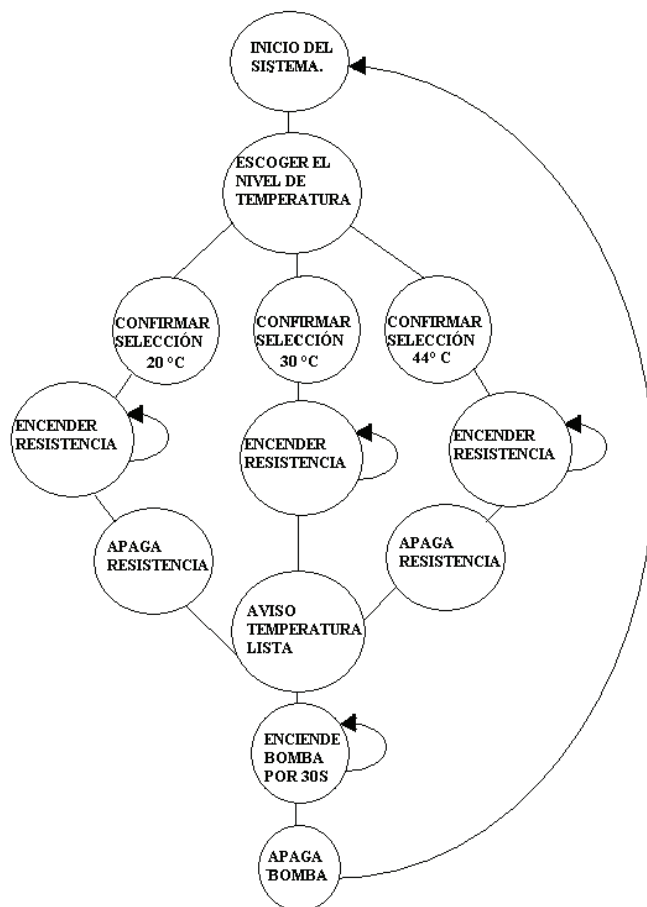 INICIO DEL
SISTEMA.
ESCOGER EL
NIVEL DE
TEMPERATURA
CONFIRMAR
SELECCIÓN
20 °C
CONFIRMAR
SELECCIÓN
30 °C
CONFIRMAR
SELECCIÓN
44° C
ENCENDER
RESISTENCIA
ENCENDER
RESISTENCIA
ENCENDER
RESISTENCIA
APAGA
RESISTENCIA
APAGA
RESISTENCIA
AVISO
TEMPERATURA
LISTA
ENCIENDE
BOMBA
POR 30S
APAGA
BOMBA